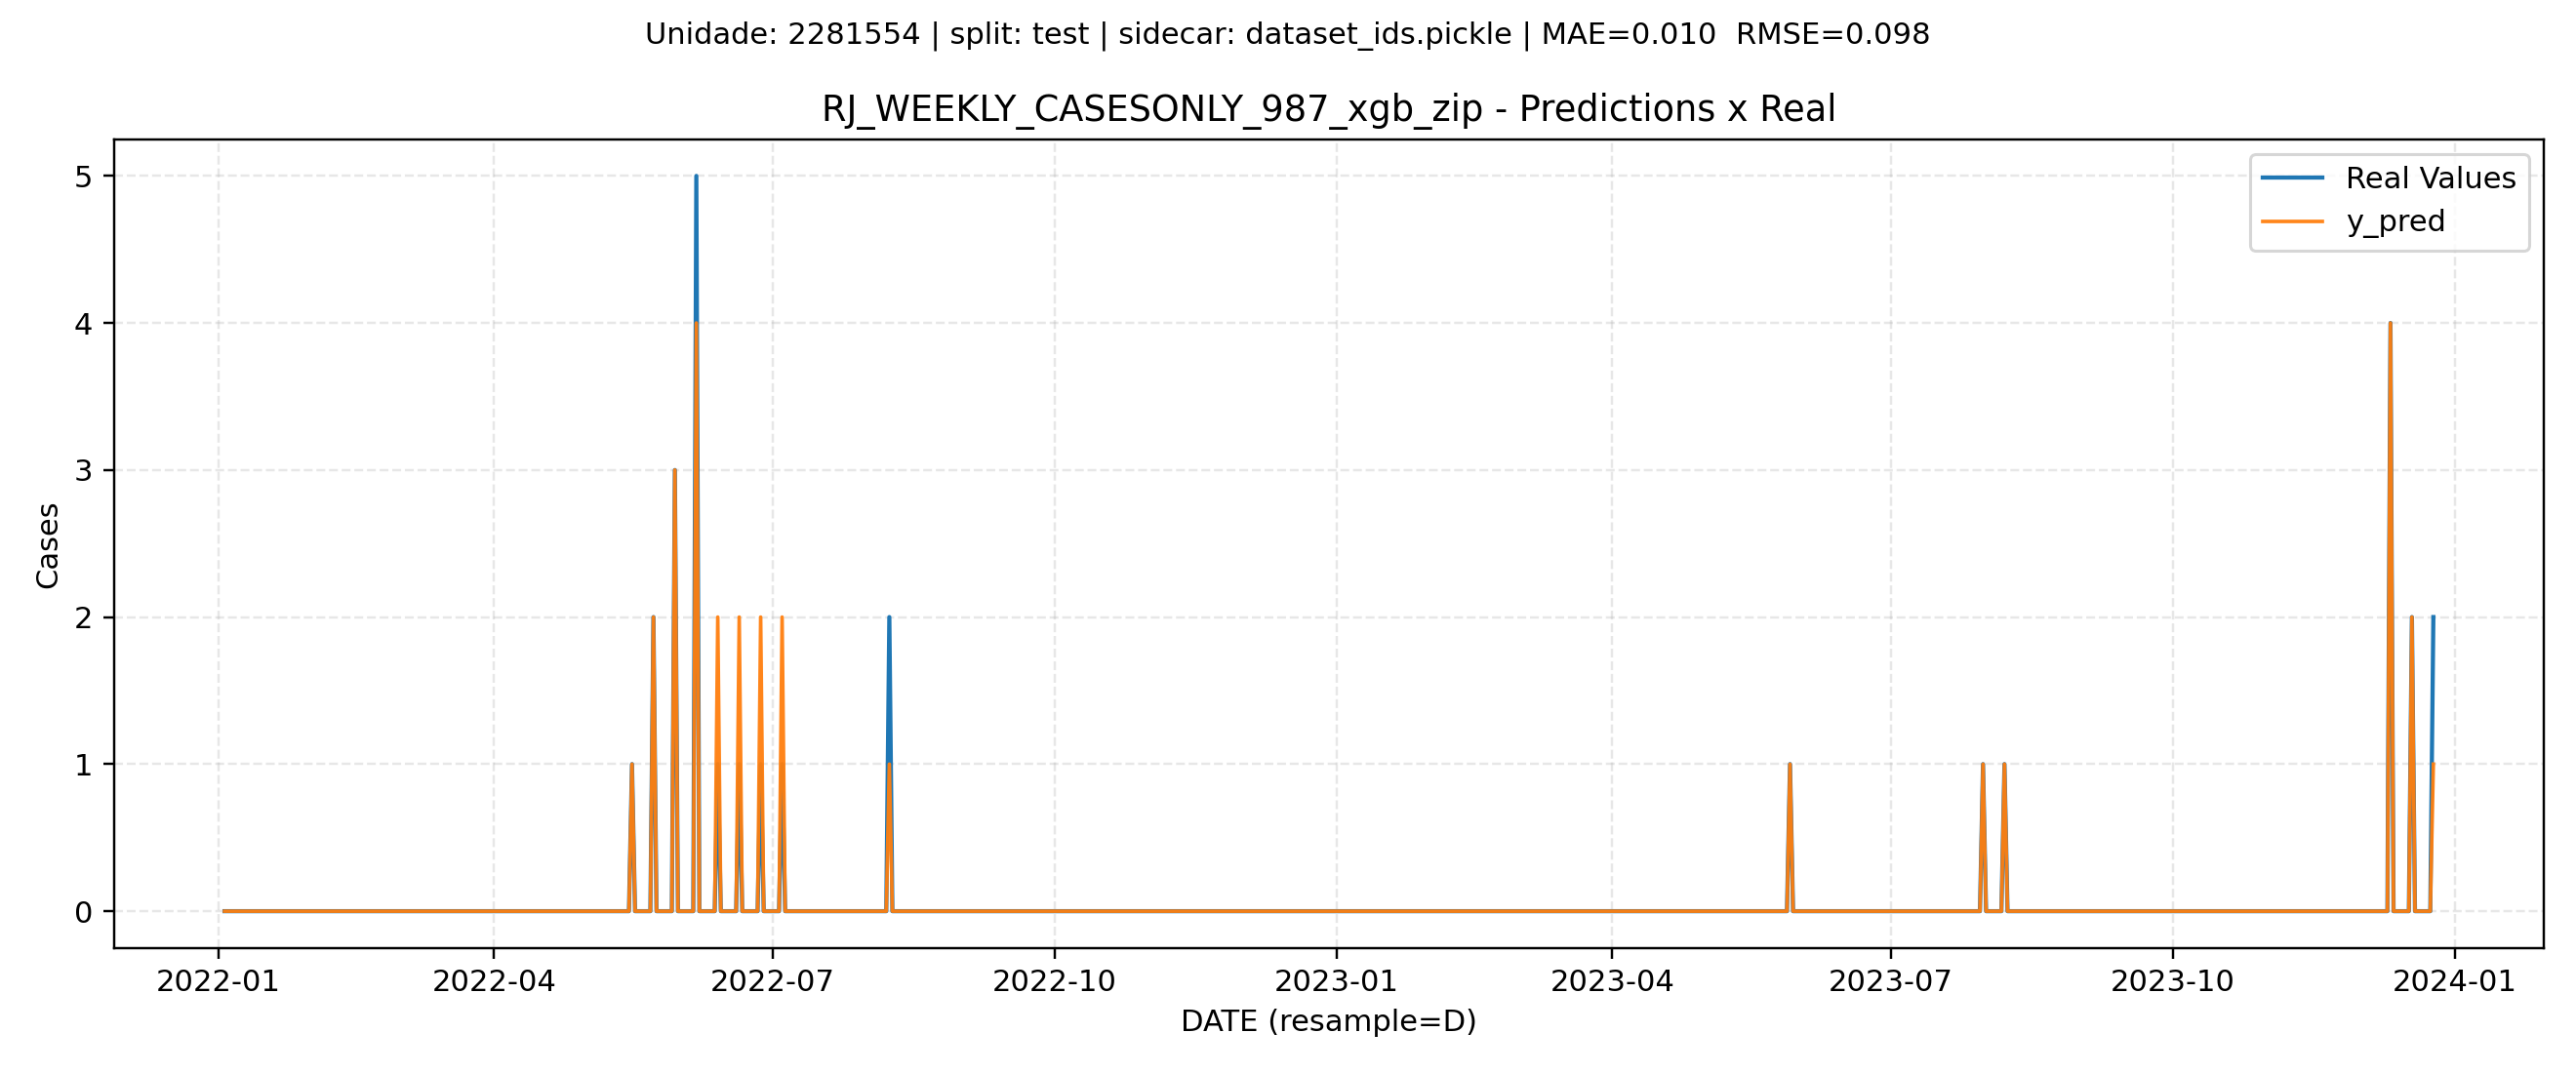 Unidade: 2281554 | split: test | sidecar: dataset_ids.pickle | MAE=0.010  RMSE=0.098
RJ_WEEKLY_CASESONLY_987_xgb_zip - Predictions x Real
Real Values
y_pred
5
4
3
2
1
0
Cases
2022-01 2022-04 2022-07 2022-10 2023-01 2023-04 2023-07 2023-10 2024-01
DATE (resample=D)